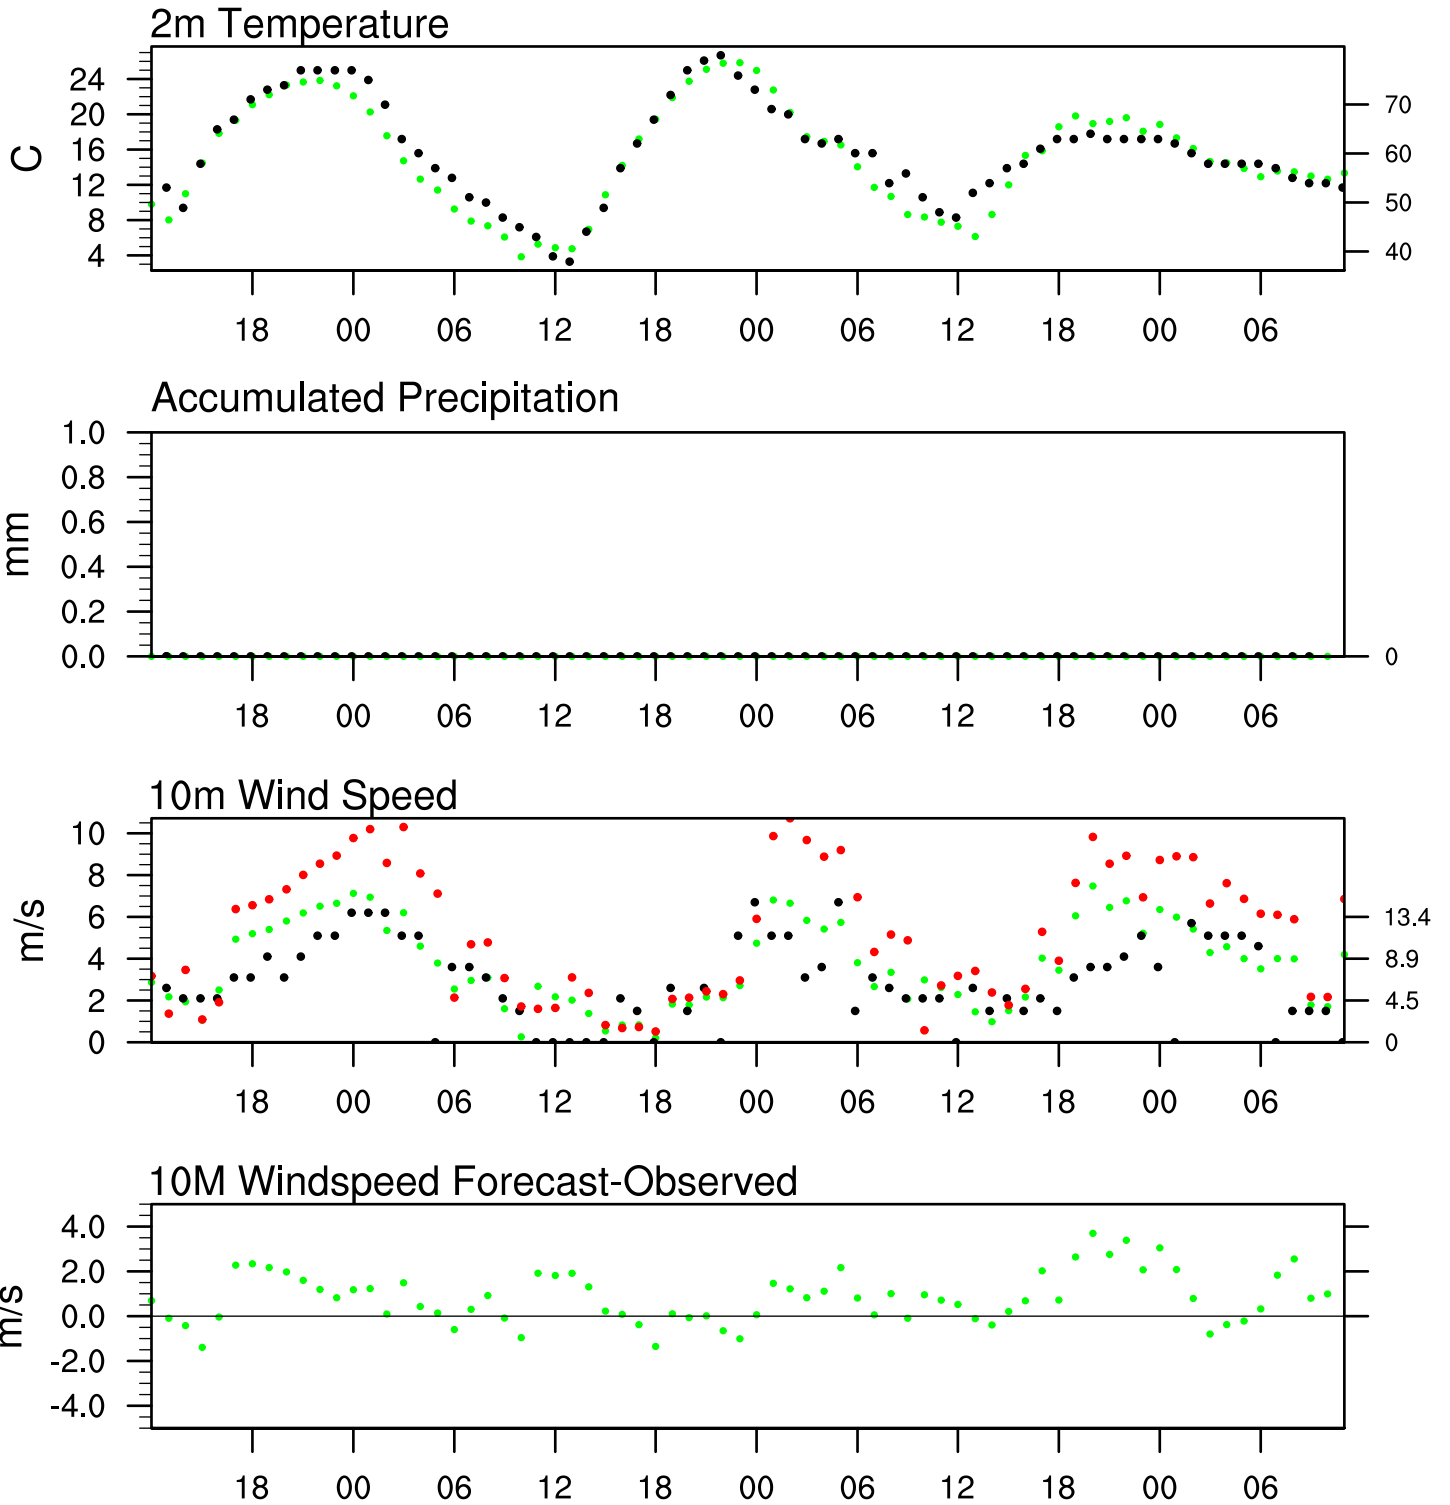 2m Temperature
C
24
20
16
12
8
4
70
60
50
40
18 00 06 12 18 00 06 12 18 00 06
Accumulated Precipitation
mm
1.0
0.8
0.6
0.4
0.2
0.0
0
18 00 06 12 18 00 06 12 18 00 06
10m Wind Speed
m/s
10
8
6
4
2
0
13.4
8.9
4.5
0
18 00 06 12 18 00 06 12 18 00 06
10M Windspeed Forecast-Observed
m/s
4.0
2.0
0.0
-2.0
-4.0
18 00 06 12 18 00 06 12 18 00 06